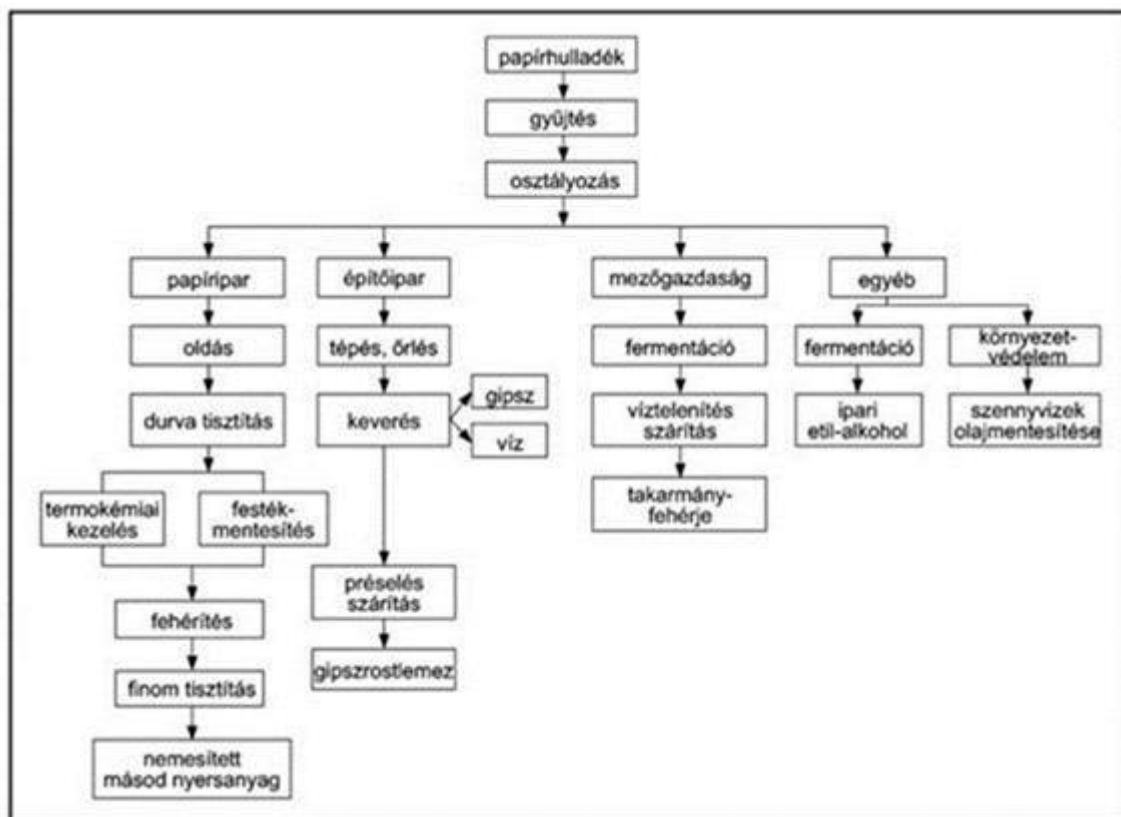 papírhulladék
gyűjtés
osztályozás
papíripar
építőipar
mezőgazdaság
egyéb
oldás
tépés, őrlés
fermentáció
fermentáció
környezet-
védelem
durva tisztítás
keverés
gipsz
víz
víztelenítés
szárítás
ipari
etil-alkohol
szennyvizek
olajmentesítése
termokémiai
kezelés
festék-
mentesítés
takarmány-
fehérje
préselés
szárítás
fehérítés
gipszrostlemez
finom tisztítás
nemesített
másod nyersanyag